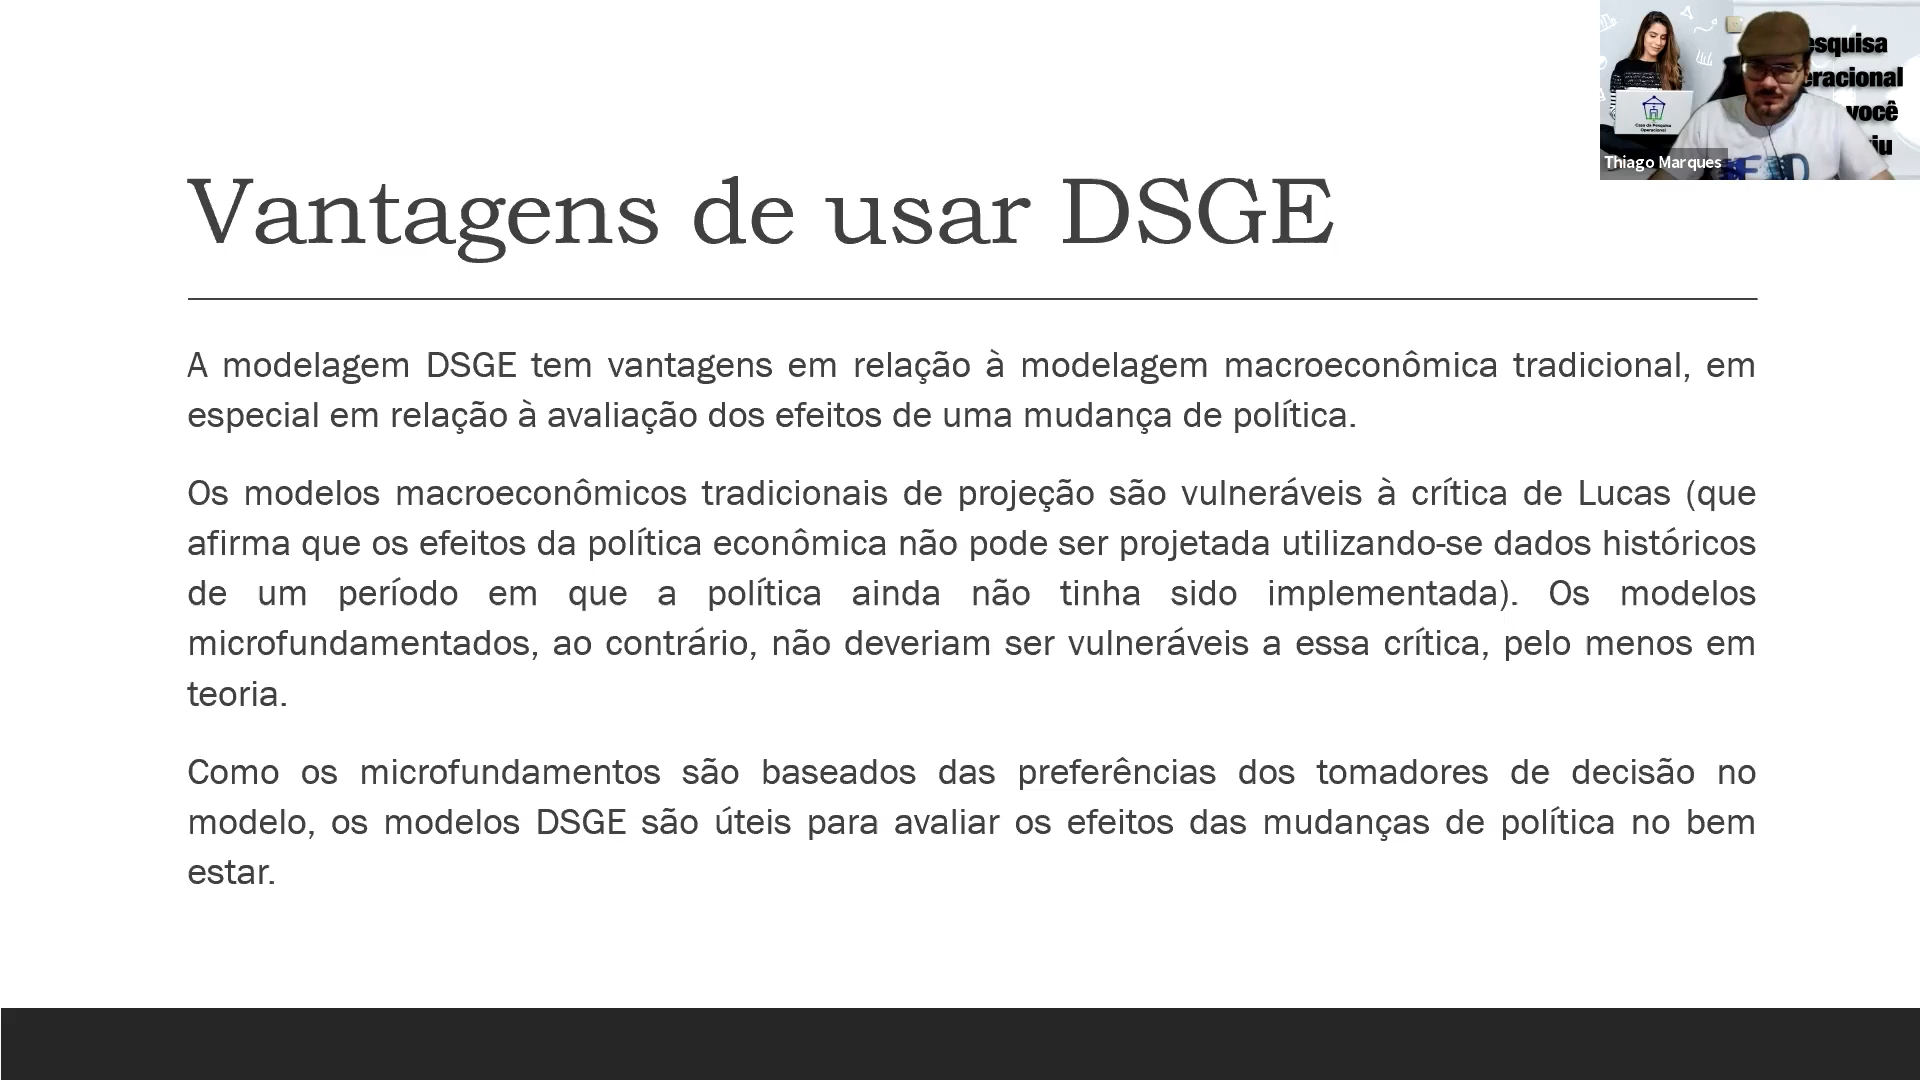 esquisa
eracional
você
iu
Casa da Pesquisa
Operacional
Thiago Marques
Vantagens de usar DSGE
A modelagem DSGE tem vantagens em relação à modelagem macroeconômica tradicional, em
especial em relação à avaliação dos efeitos de uma mudança de política.
Os modelos macroeconômicos tradicionais de projeção são vulneráveis à crítica de Lucas (que
afirma que os efeitos da política econômica não pode ser projetada utilizando-se dados históricos
de um período em que a política ainda não tinha sido implementada). Os modelos
microfundamentados, ao contrário, não deveriam ser vulneráveis a essa crítica, pelo menos em
teoria.
Como os microfundamentos são baseados das preferências dos tomadores de decisão no
modelo, os modelos DSGE são úteis para avaliar os efeitos das mudanças de política no bem
estar.